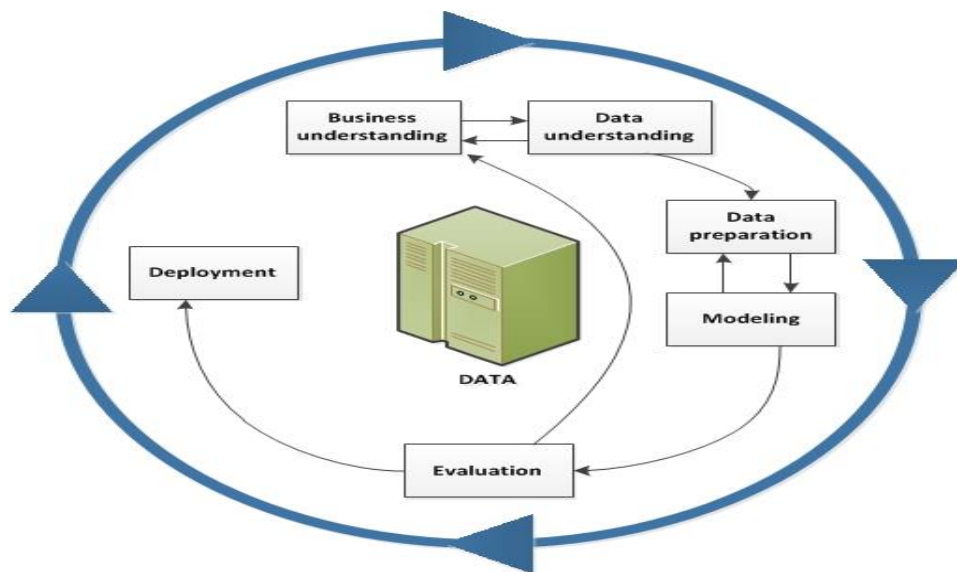 Business
understanding
Data
understanding
Data
preparation
Deployment
Modeling
DATA
Evaluation